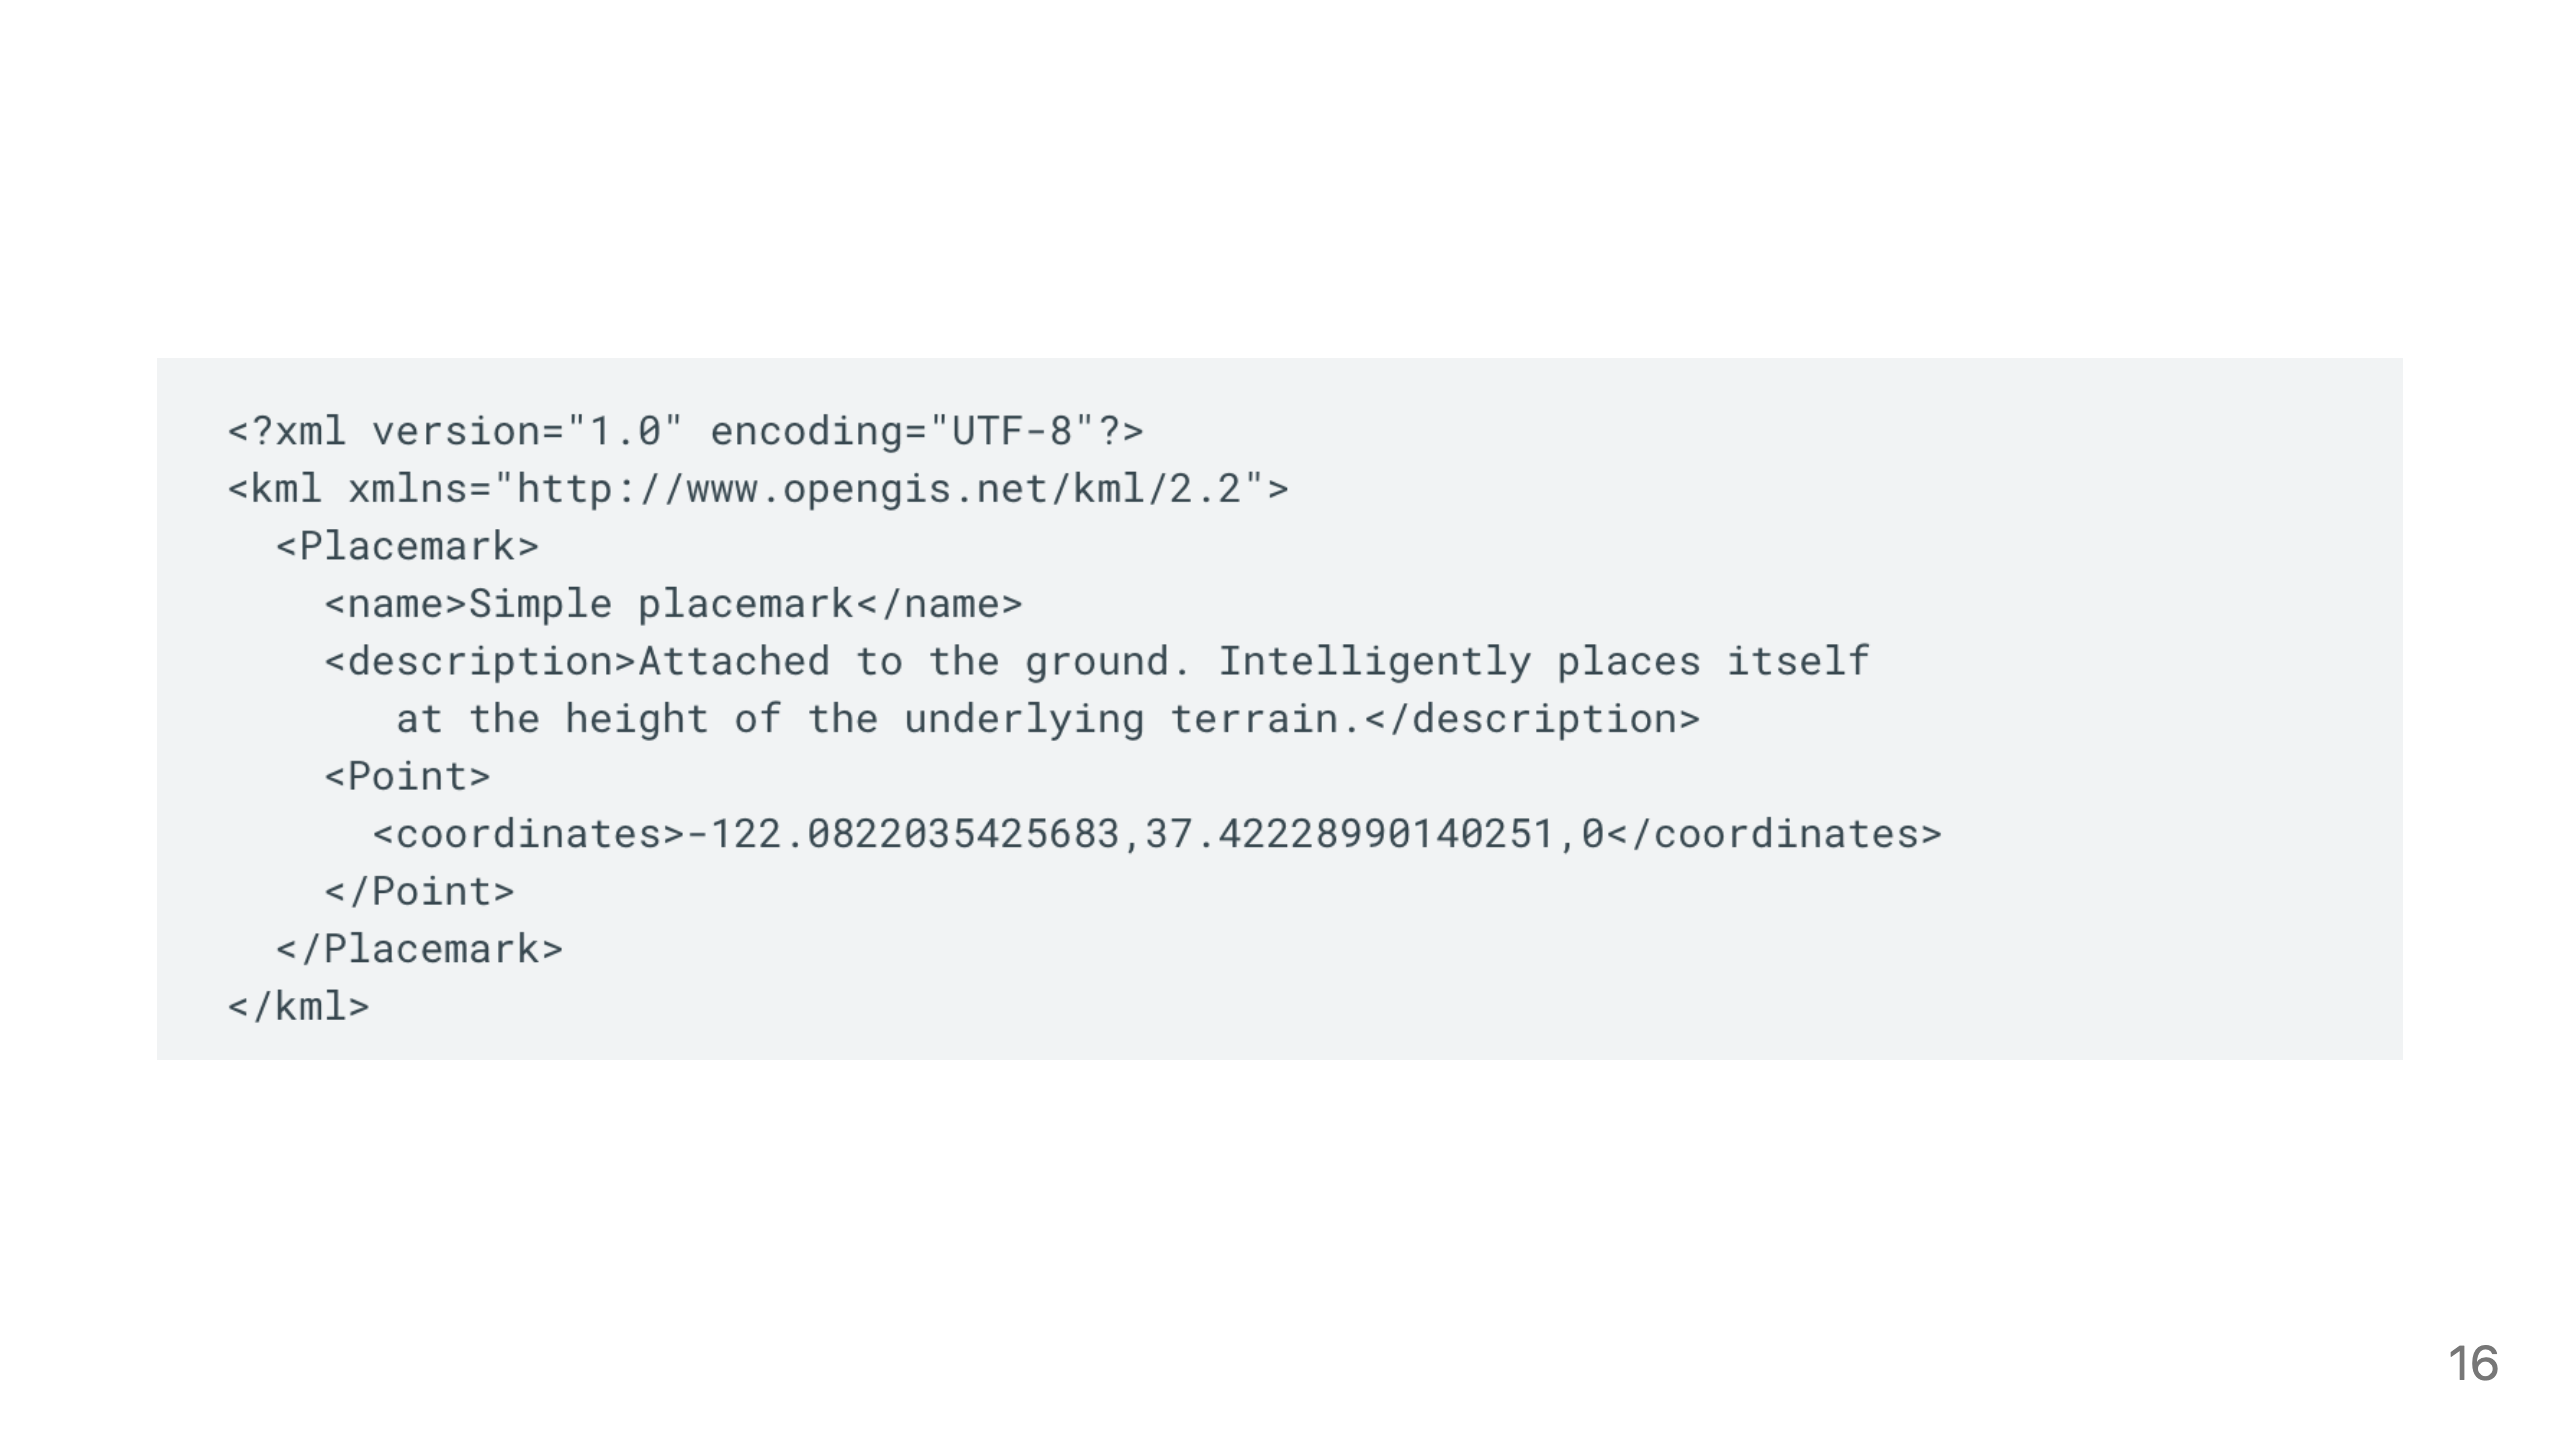 <?xml version="1.0" encoding="UTF-8"?>
<kml xmlns="http://www.opengis.net/kml/2.2">
  <Placemark>
    <name>Simple placemark</name>
    <description>Attached to the ground. Intelligently places itself
       at the height of the underlying terrain.</description>
    <Point>
      <coordinates>-122.0822035425683,37.42228990140251,0</coordinates>
    </Point>
  </Placemark>
</kml>
16